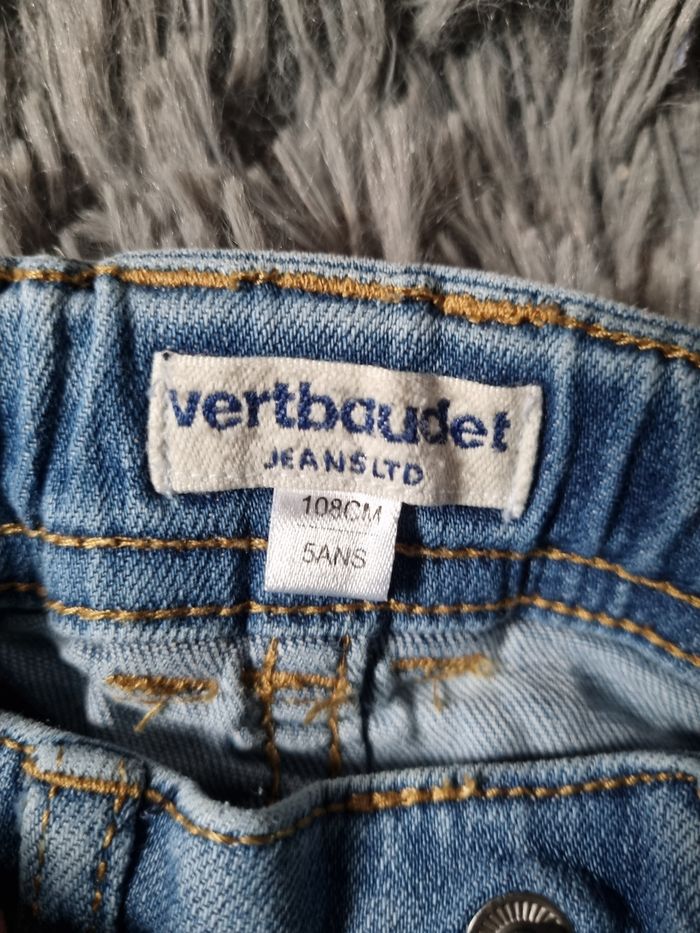 vertbaudet
JEANS LTD
108CM
5ANS